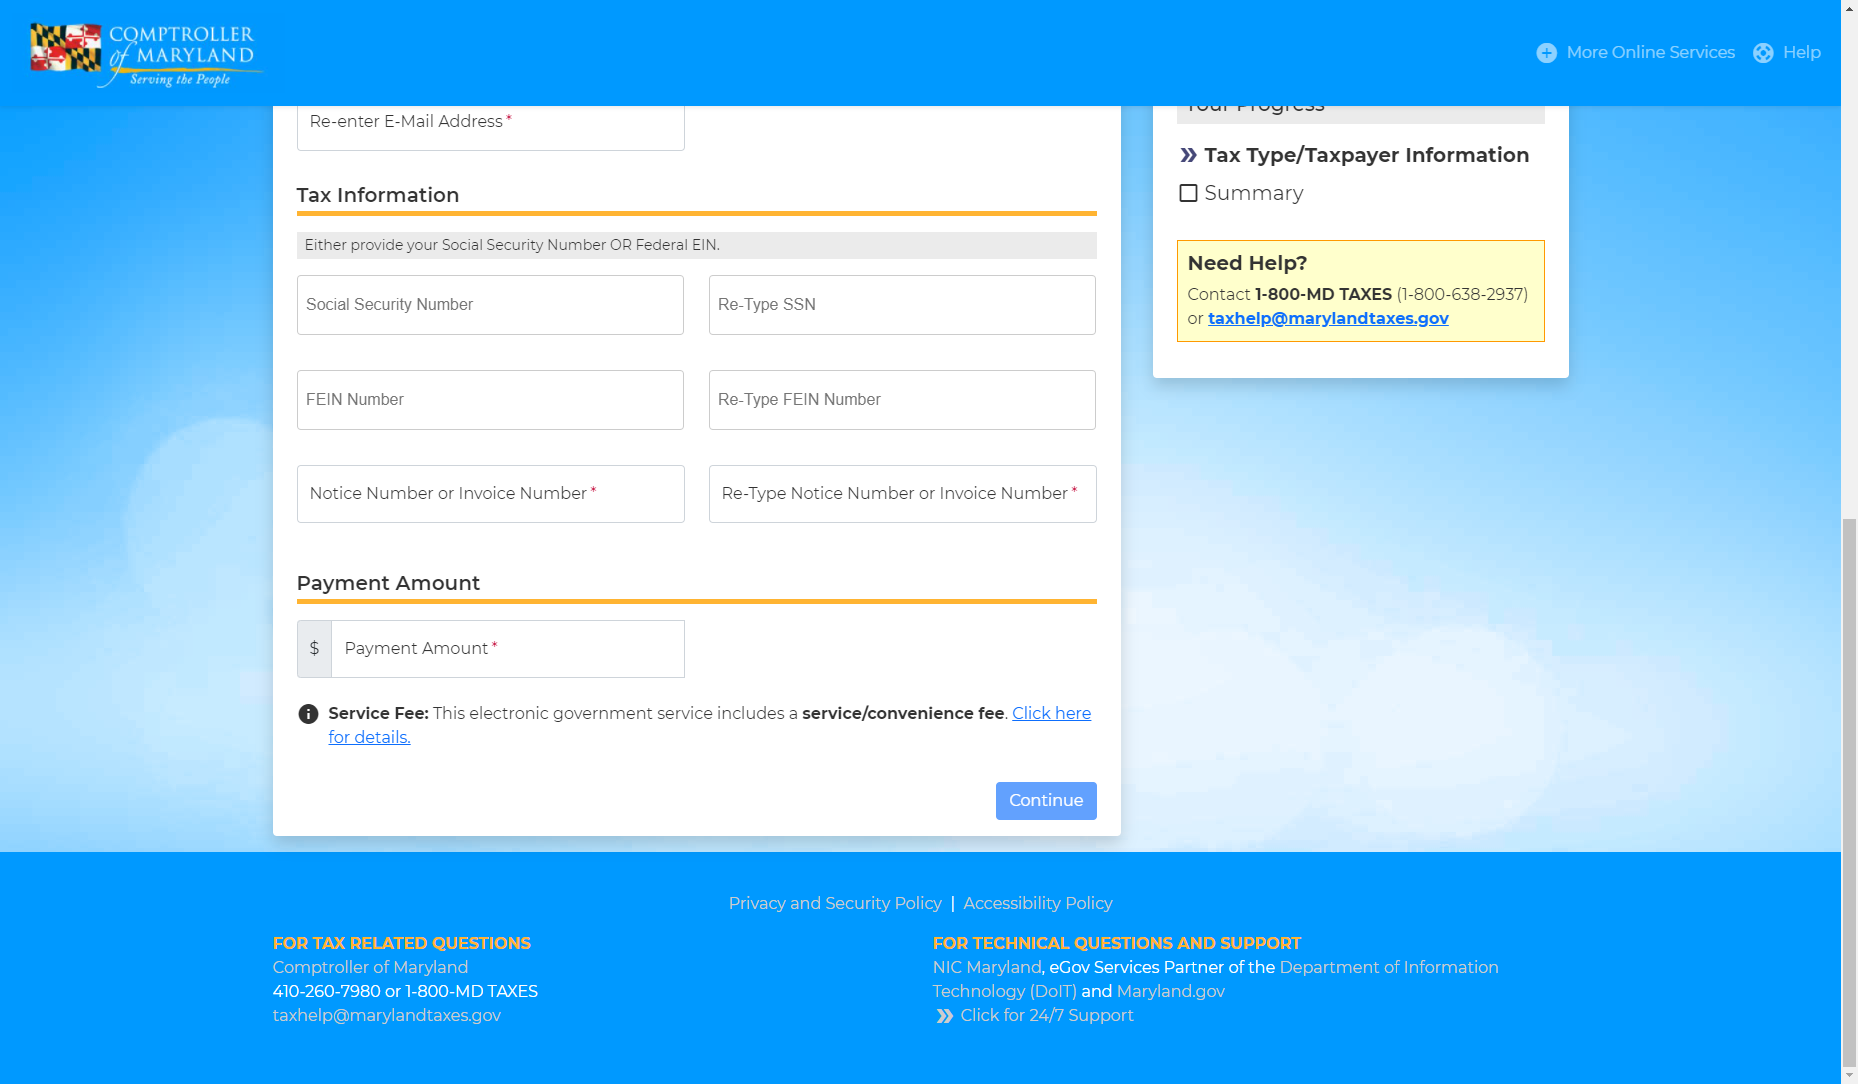 COMPTROLLER
of MARYLAND
Serving the People
More Online Services
Help
Re-enter E-Mail Address *
Tax Information
Either provide your Social Security Number OR Federal EIN.
Social Security Number
Re-Type SSN
FEIN Number
Re-Type FEIN Number
Notice Number or Invoice Number *
Re-Type Notice Number or Invoice Number *
Payment Amount
$ Payment Amount *
Service Fee: This electronic government service includes a service/convenience fee. Click here
for details.
Continue
Your Progress
Tax Type/Taxpayer Information
Summary
Need Help?
Contact 1-800-MD TAXES (1-800-638-2937)
or taxhelp@marylandtaxes.gov
Privacy and Security Policy | Accessibility Policy
FOR TAX RELATED QUESTIONS
Comptroller of Maryland
410-260-7980 or 1-800-MD TAXES
taxhelp@marylandtaxes.gov
FOR TECHNICAL QUESTIONS AND SUPPORT
NIC Maryland, eGov Services Partner of the Department of Information
Technology (DoIT) and Maryland.gov
Click for 24/7 Support